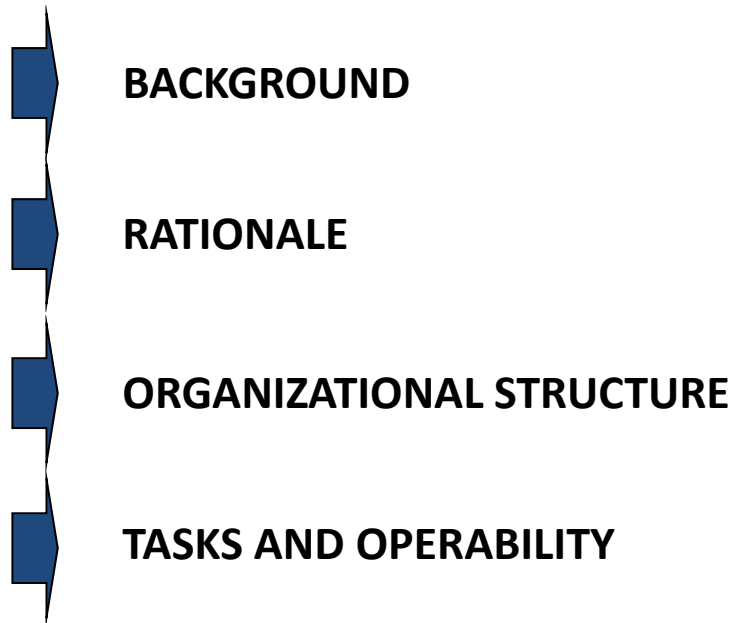 BACKGROUND
RATIONALE
ORGANIZATIONAL STRUCTURE
TASKS AND OPERABILITY